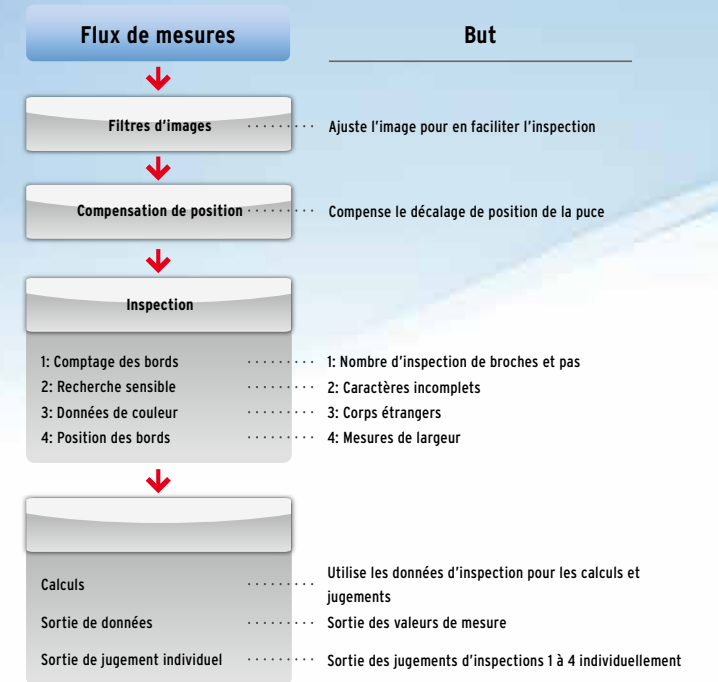 Flux de mesures
But
Filtres d'images ········· Ajuste l'image pour en faciliter l'inspection
Compensation de position ········· Compense le décalage de position de la puce
Inspection
1: Comptage des bords ········· 1: Nombre d'inspection de broches et pas
2: Recherche sensible ········· 2: Caractères incomplets
3: Données de couleur ········· 3: Corps étrangers
4: Position des bords ········· 4: Mesures de largeur
Calculs ········· Utilise les données d'inspection pour les calculs et
jugements
Sortie de données ········· Sortie des valeurs de mesure
Sortie de jugement individuel ········· Sortie des jugements d'inspections 1 à 4 individuellement